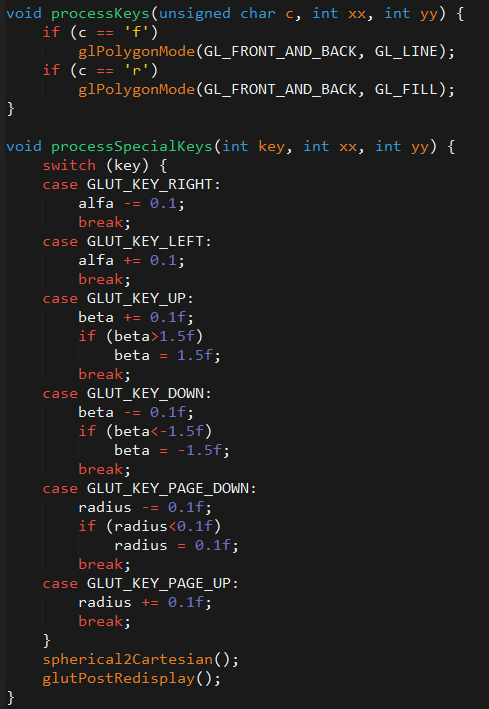 void processKeys(unsigned char c, int xx, int yy) {
    if (c == 'f')
        glPolygonMode(GL_FRONT_AND_BACK, GL_LINE);
    if (c == 'r')
        glPolygonMode(GL_FRONT_AND_BACK, GL_FILL);
}

void processSpecialKeys(int key, int xx, int yy) {
    switch (key) {
    case GLUT_KEY_RIGHT:
        alfa -= 0.1;
        break;
    case GLUT_KEY_LEFT:
        alfa += 0.1;
        break;
    case GLUT_KEY_UP:
        beta += 0.1f;
        if (beta>1.5f)
            beta = 1.5f;
        break;
    case GLUT_KEY_DOWN:
        beta -= 0.1f;
        if (beta<-1.5f)
            beta = -1.5f;
        break;
    case GLUT_KEY_PAGE_DOWN:
        radius -= 0.1f;
        if (radius<0.1f)
            radius = 0.1f;
        break;
    case GLUT_KEY_PAGE_UP:
        radius += 0.1f;
        break;
    }
    spherical2Cartesian();
    glutPostRedisplay();
}